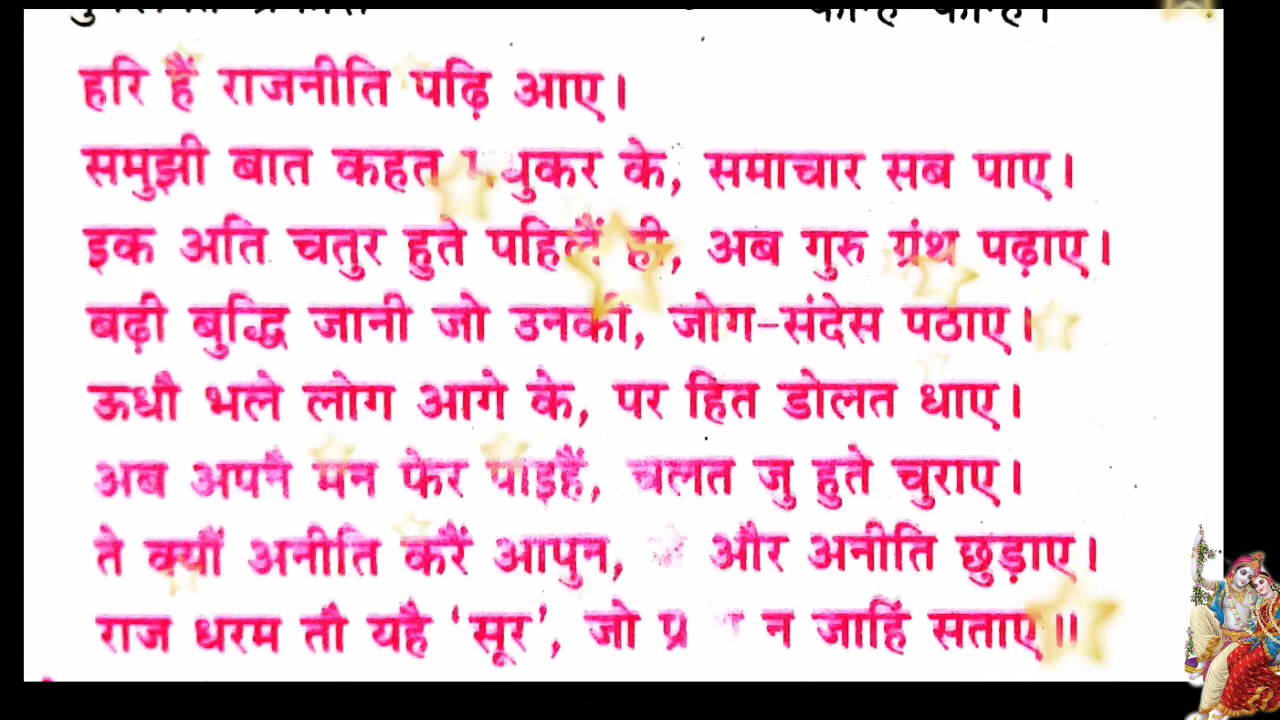 हरि हैं राजनीति पढ़ि आए।
समुझी बात कहत के, समाचार सब पाए।
इक अति चतुर हुते पहिलैं ही, अब गुरु ग्रंथ पढ़ाए।
बढ़ी बुद्धि जानी जो उनकी, जोग-संदेस पठाए।
ऊधौ भले लोग आगे के, पर हित डोलत धाए।
अब अपनै मन फेर पाइहैं, चलत जु हुते चुराए।
ते क्यौं अनीति करैं आपुन, और अनीति छुड़ाए।
राज धरम तौ यहै ‘सूर’, जो न जाहिं सताए॥